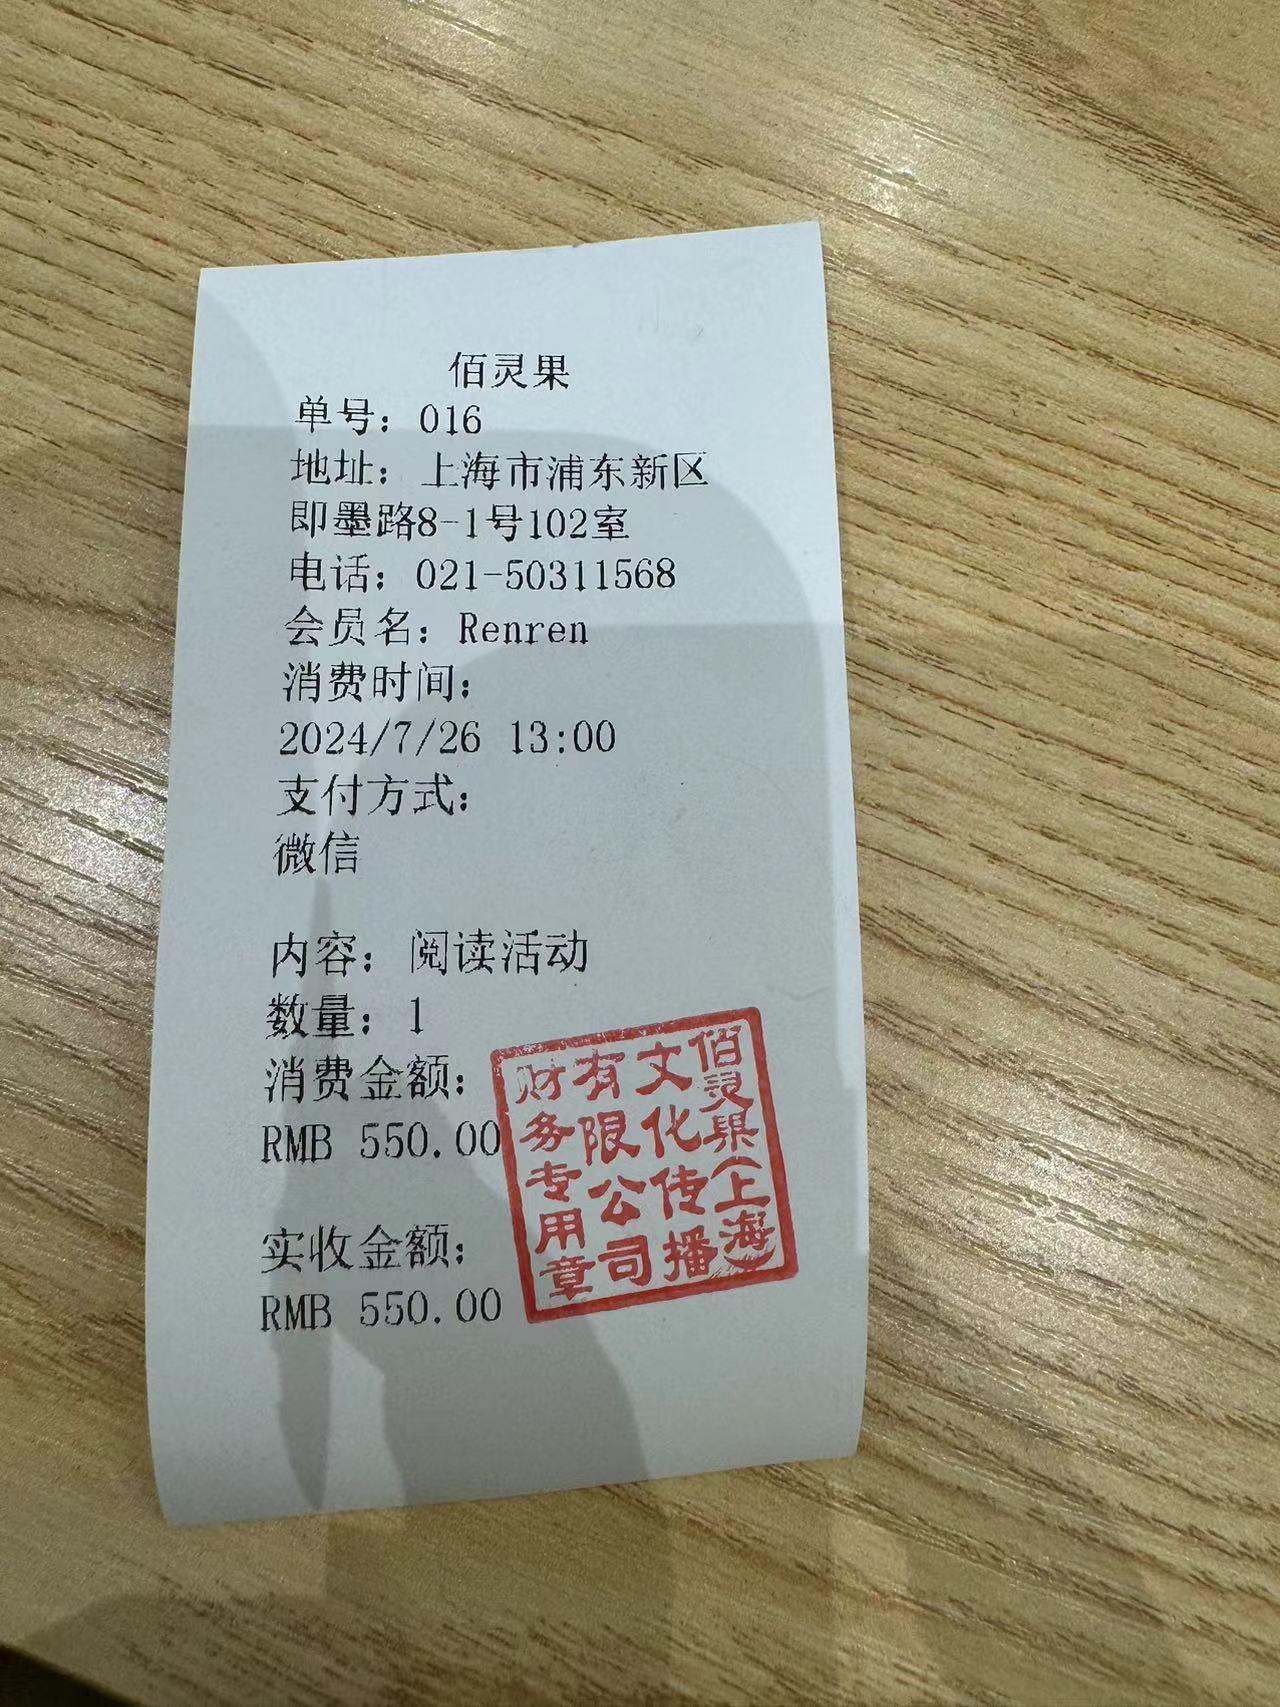 佰灵果
单号：016
地址：上海市浦东新区
即墨路8-1号102室
电话：021-50311568
会员名：Renren
消费时间：
2024/7/26 13:00
支付方式：
微信
内容：阅读活动
数量：1
消费金额：
RMB 550.00
实收金额：
RMB 550.00
佰灵果（上海）
文化传播
有限公司
财务专用章